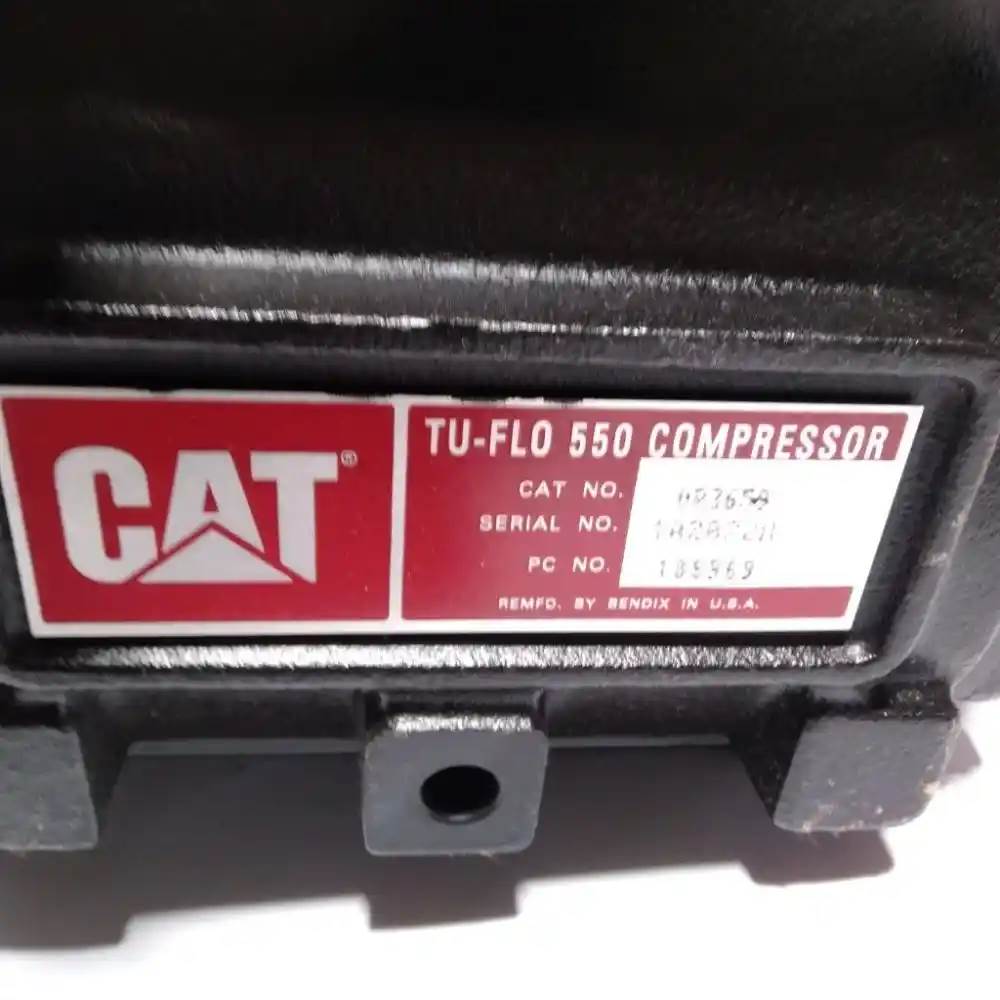 CAT®
TU-FLO 550 COMPRESSOR
CAT NO.
SERIAL NO.
PC NO.
REMFD. BY BENDIX IN U.S.A.